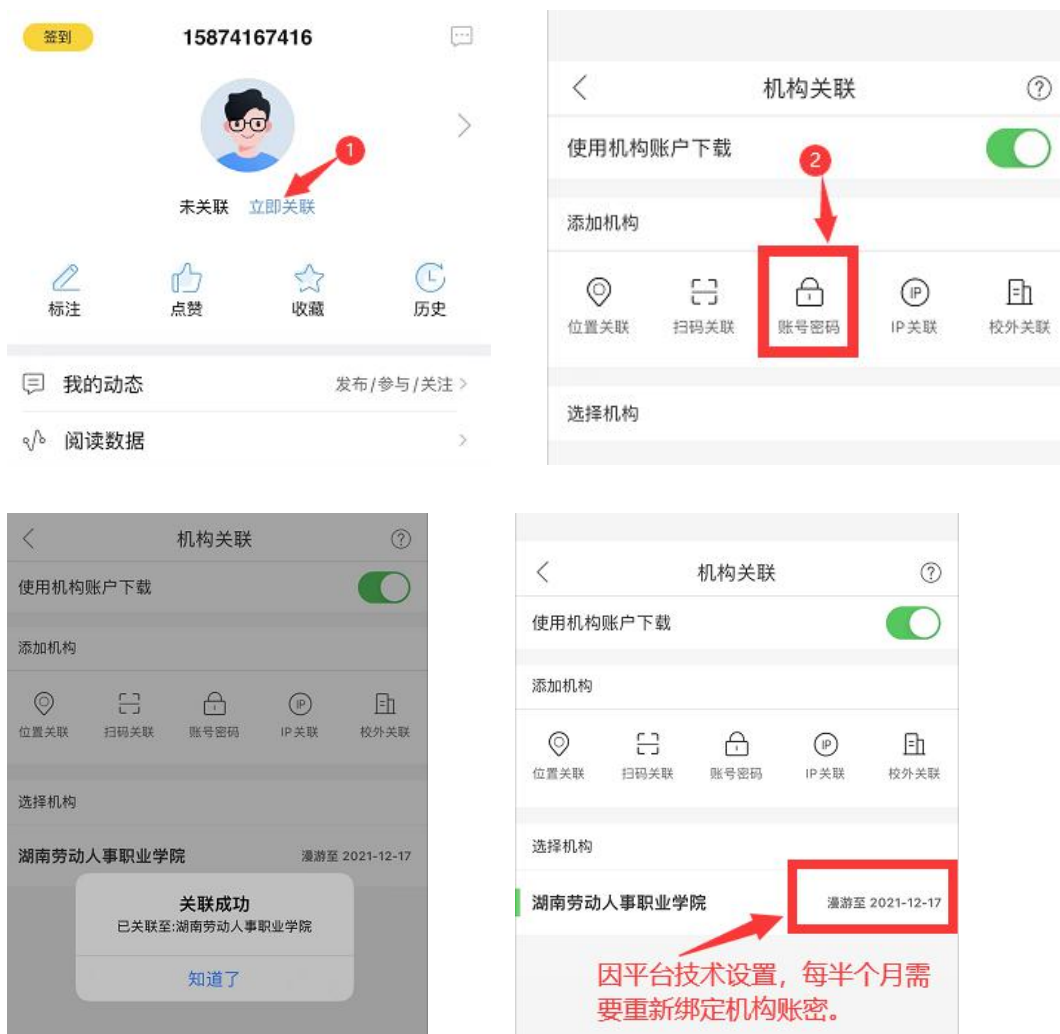 签到
15874167416
1
未关联 立即关联
标注 点赞 收藏 历史
我的动态 发布/参与/关注
阅读数据
机构关联
使用机构账户下载
2
添加机构
位置关联 扫码关联 账号密码 IP关联 校外关联
选择机构
机构关联
使用机构账户下载
添加机构
位置关联 扫码关联 账号密码 IP关联 校外关联
选择机构
湖南劳动人事职业学院 漫游至 2021-12-17
关联成功
已关联至:湖南劳动人事职业学院
知道了
机构关联
使用机构账户下载
添加机构
位置关联 扫码关联 账号密码 IP关联 校外关联
选择机构
湖南劳动人事职业学院 漫游至 2021-12-17
因平台技术设置，每半个月需
要重新绑定机构账密。